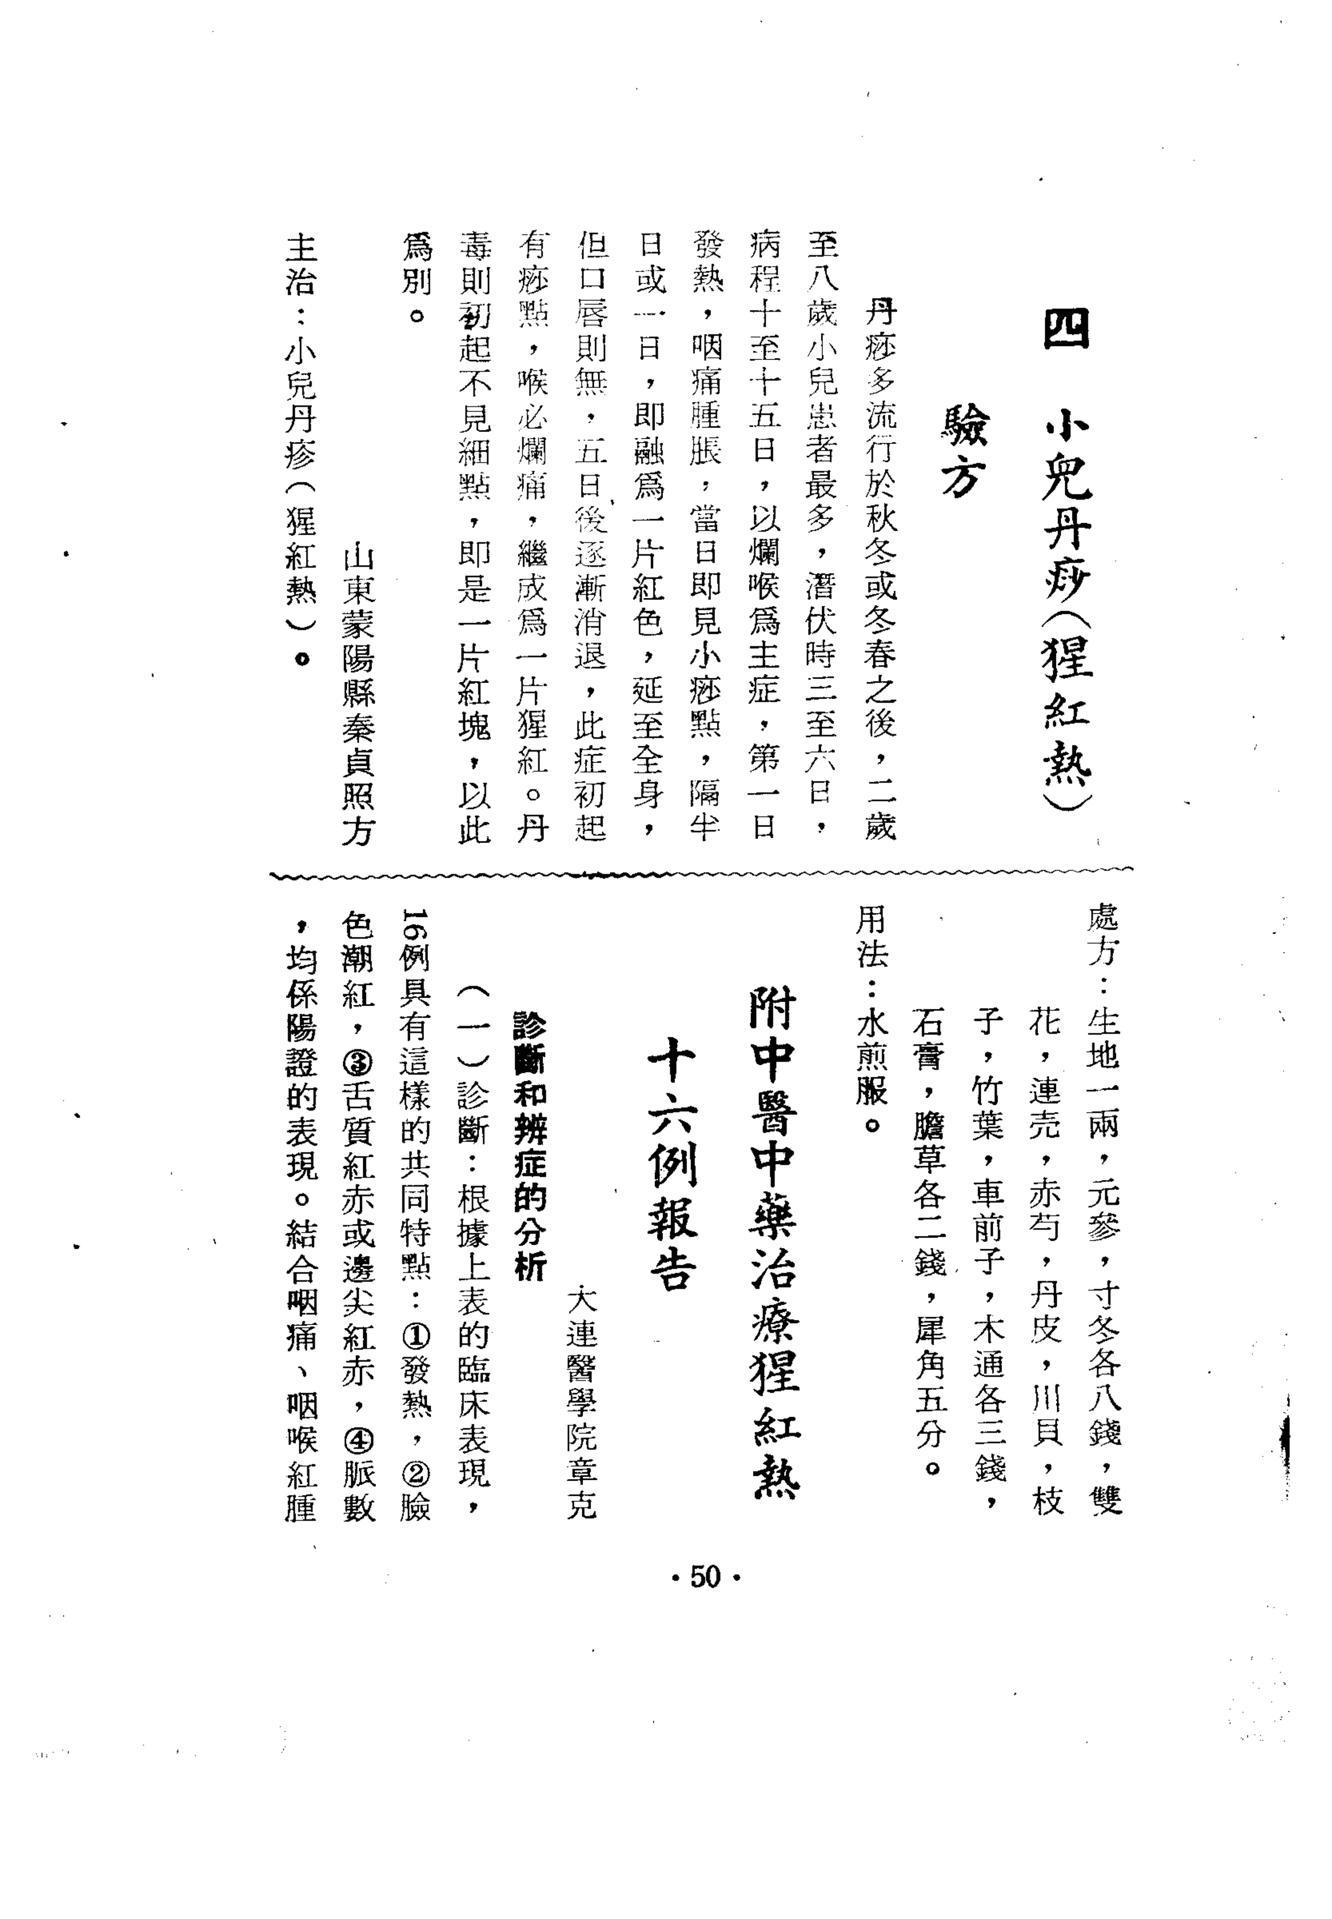 四　小兒丹痧（猩紅熱）
驗方
丹痧多流行於秋冬或冬春之後，二歲
至八歲小兒患者最多，潛伏時三至六日，
病程十至十五日，以爛喉爲主症，第一日
發熱，咽痛腫脹，當日即見小痧點，隔半
日或一日，即融爲一片紅色，延至全身，
但口唇則無，五日後逐漸消退，此症初起
有痧點，喉必爛痛，繼成爲一片猩紅。丹
毒則初起不見細點，即是一片紅塊，以此
爲別。
山東蒙陽縣秦貞照方
主治：小兒丹疹（猩紅熱）。
處方：生地一兩，元參，寸冬各八錢，雙
花，連壳，赤芍，丹皮，川貝，枝
子，竹葉，車前子，木通各三錢，
石膏，膽草各二錢，犀角五分。
用法：水煎服。
附中醫中藥治療猩紅熱
十六例報告
大連醫學院章克
診斷和辨症的分析
（一）診斷：根據上表的臨床表現，
16例具有這樣的共同特點：①發熱，②臉
色潮紅，③舌質紅赤或邊尖紅赤，④脈數
，均係陽證的表現。結合咽痛、咽喉紅腫
·50·